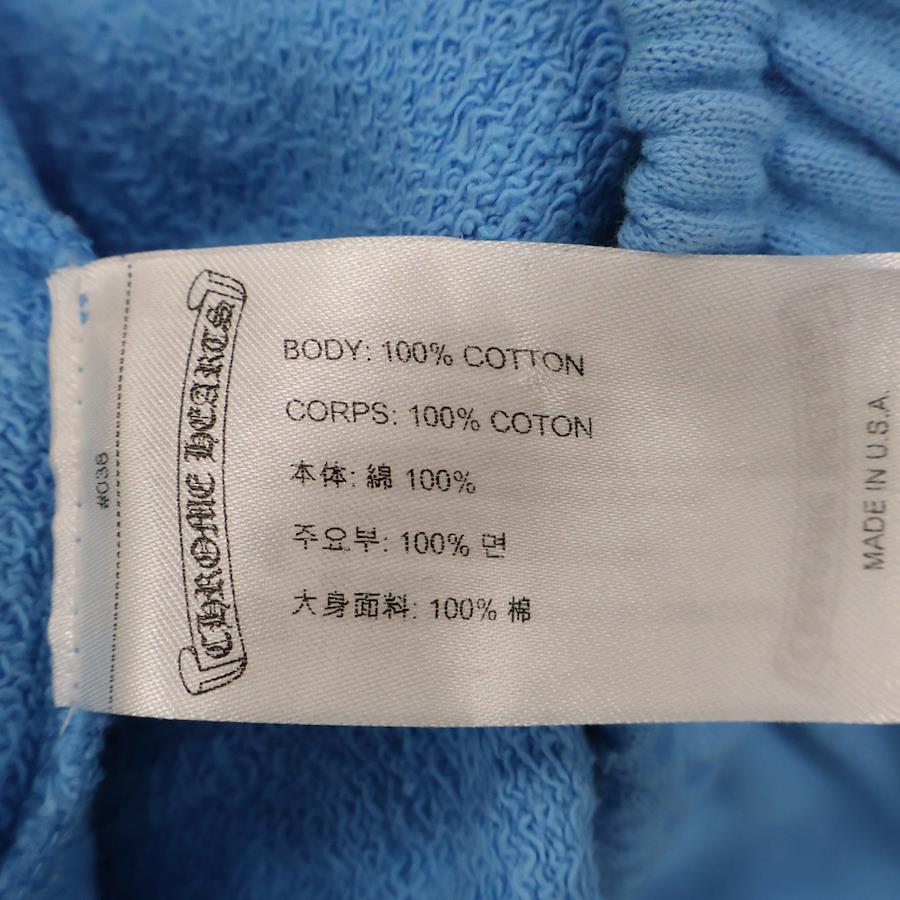 #038
CHROME HEARTS
BODY: 100% COTTON
CORPS: 100% COTON
本体: 綿 100%
주요부: 100% 면
大身面料: 100% 棉
MADE IN U.S.A.